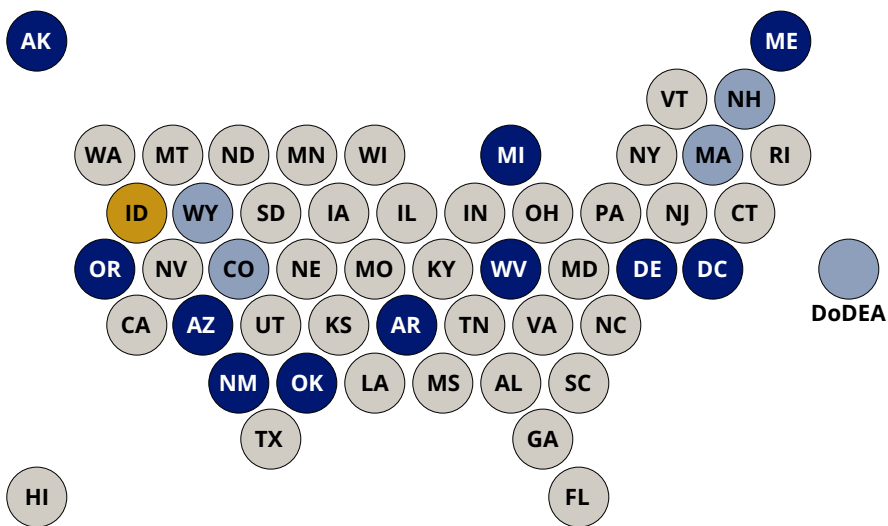 AK ME
VT NH
WA MT ND MN WI MI NY MA RI
ID WY SD IA IL IN OH PA NJ CT
OR NV CO NE MO KY WV MD DE DC
DoDEA
CA AZ UT KS AR TN VA NC
NM OK LA MS AL SC
TX GA
HI FL